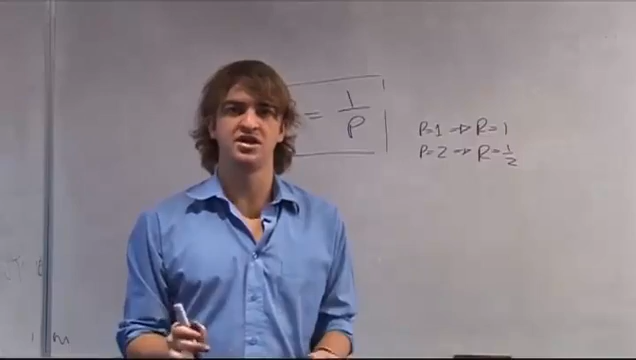 = 1/P
P=1 → R=1
P=2 → R=1/2